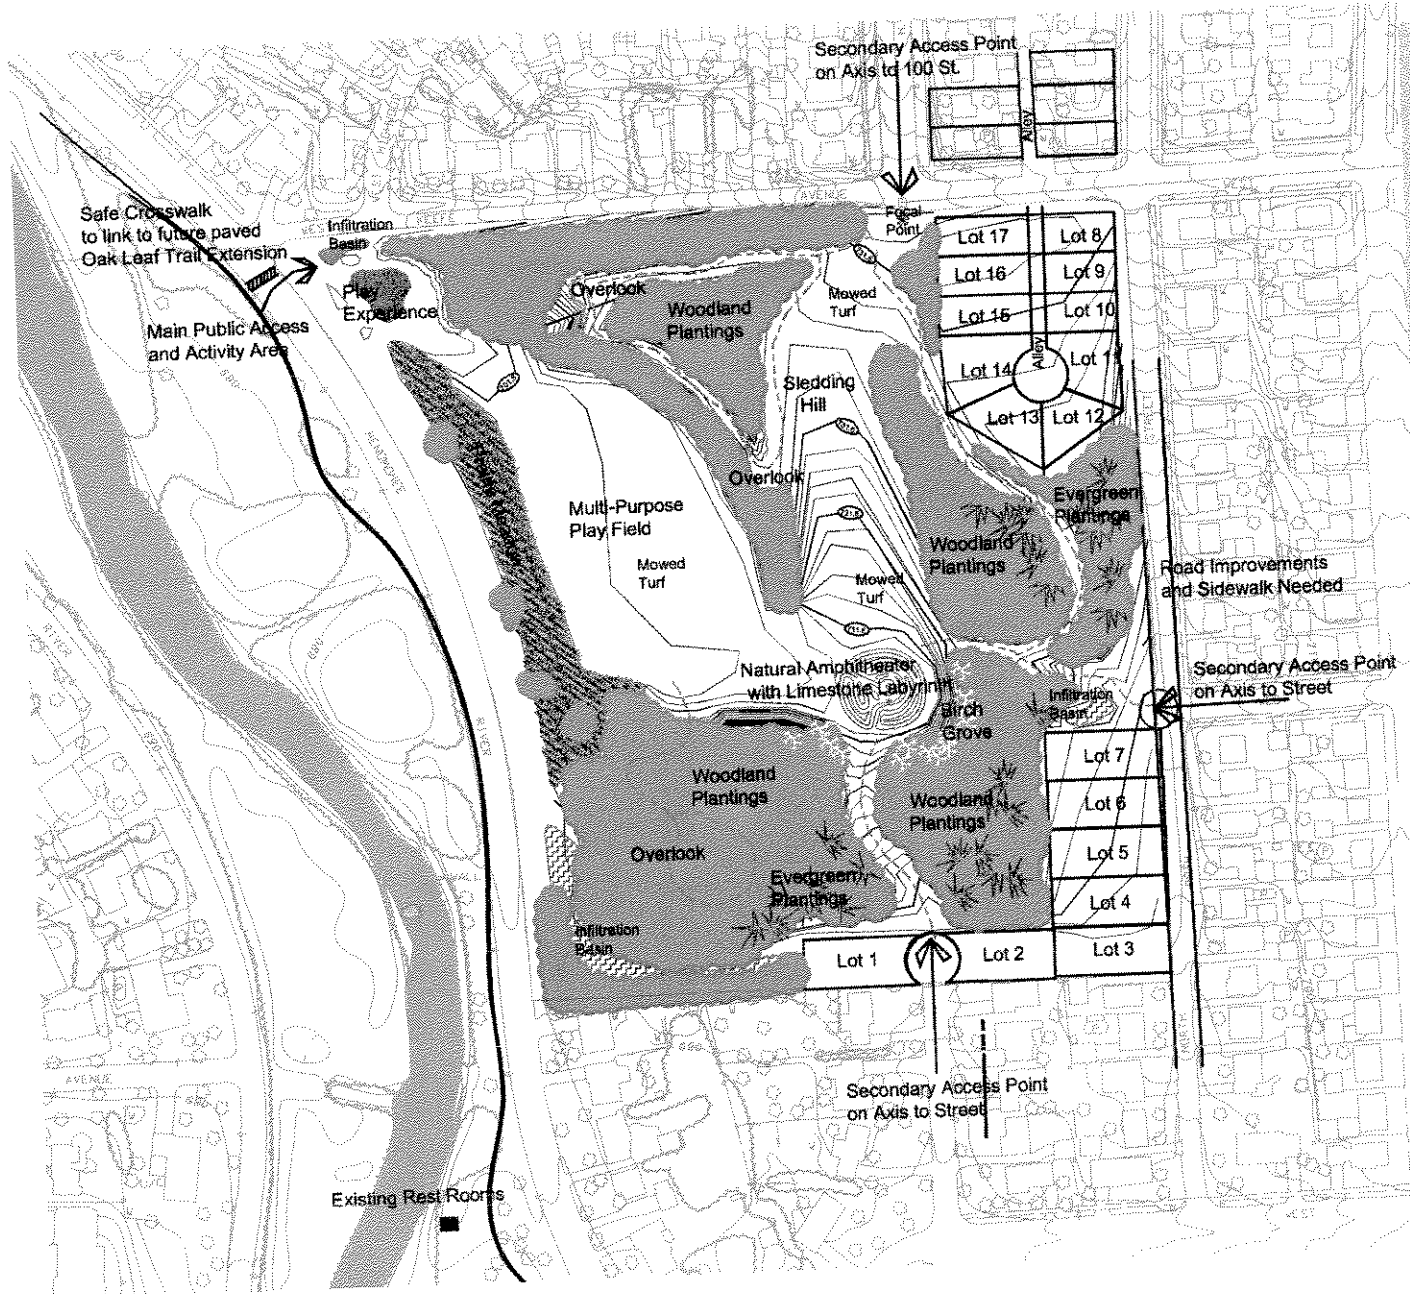 Secondary Access Point
on Axis to 100 St.
Alley
Safe Crosswalk
to link to future paved
Oak Leaf Trail Extension
Infiltration
Basin
AVENUE
Focal
Point
Lot 17
Lot 8
Lot 16
Lot 9
Lot 15
Lot 10
Lot 14
Alley
Lot 11
Lot 13
Lot 12
Play
Experience
Main Public Access
and Activity Area
Overlook
Woodland
Plantings
Mowed
Turf
Sledding
Hill
Overlook
Multi-Purpose
Play Field
Mowed
Turf
Mowed
Turf
Evergreen
Plantings
Woodland
Plantings
Road Improvements
and Sidewalk Needed
Natural Amphitheater
with Limestone Labyrinth
Secondary Access Point
on Axis to Street
Infiltration
Basin
Birch
Grove
RIVER
RIVER
Woodland
Plantings
Woodland
Plantings
Lot 7
Lot 6
Lot 5
Lot 4
Lot 3
Overlook
Evergreen
Plantings
Infiltration
Basin
Lot 1
Lot 2
AVENUE
Secondary Access Point
on Axis to Street
Existing Rest Rooms
WEST